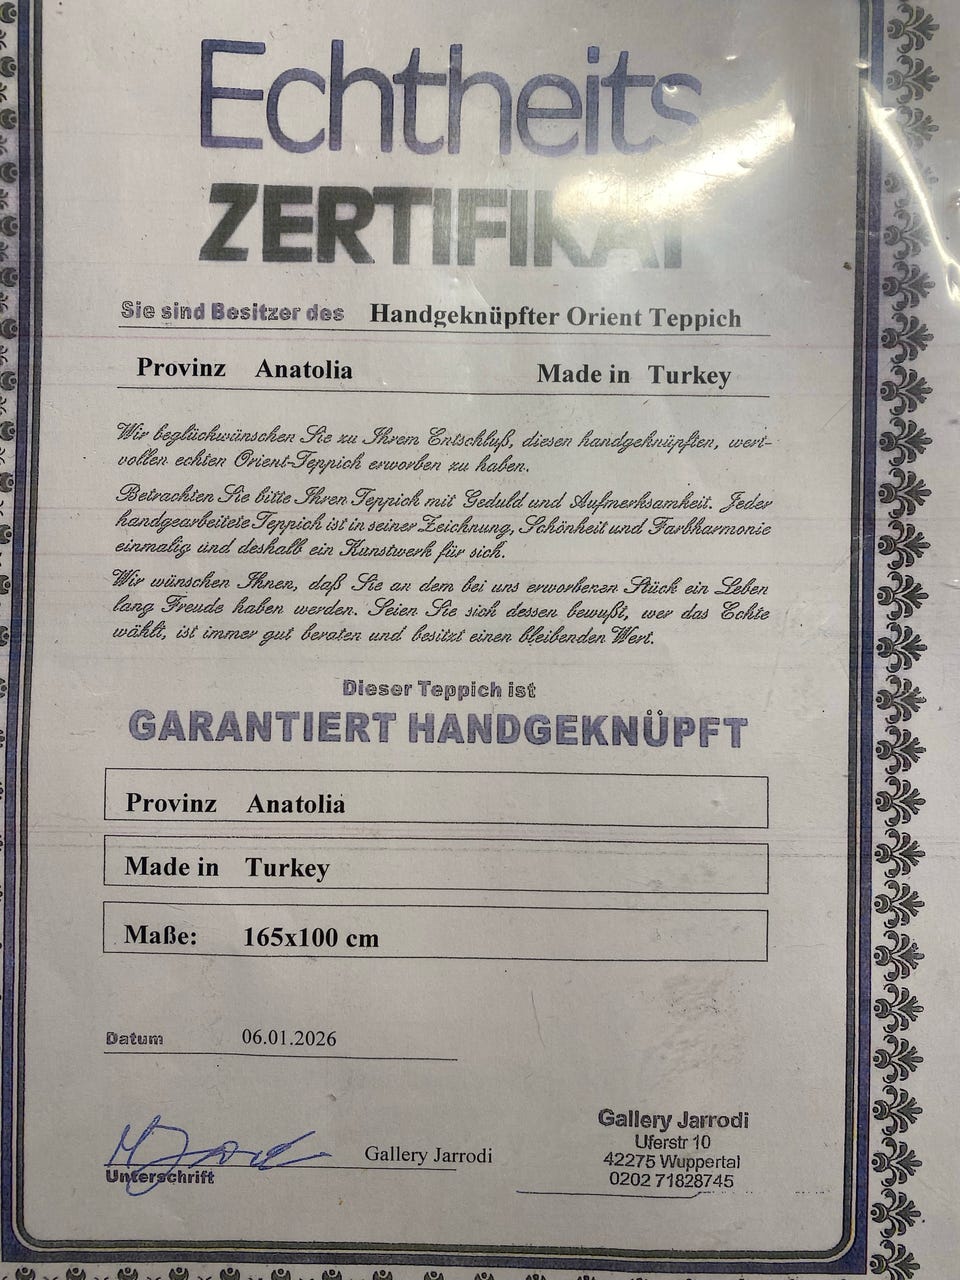 Echtheits
ZERTIFIKAT
Sie sind Besitzer des Handgeknüpfter Orient Teppich
Provinz Anatolia Made in Turkey
Wir beglückwünschen Sie zu Ihrem Entschluß, diesen handgeknüpften, wert-
vollen echten Orient-Teppich erworben zu haben.
Betrachten Sie bitte Ihren Teppich mit Geduld und Aufmerksamkeit. Jeder
handgearbeitete Teppich ist in seiner Zeichnung, Schönheit und Farbharmonie
einmalig und deshalb ein Kunstwerk für sich.
Wir wünschen Ihnen, daß Sie an dem bei uns erworbenen Stück ein Leben
lang Freude haben werden. Seien Sie sich dessen bewußt, wer das Echte
wählt, ist immer gut beraten und besitzt einen bleibenden Wert.
Dieser Teppich ist
GARANTIERT HANDGEKNÜPFT
Provinz Anatolia
Made in Turkey
Maße: 165x100 cm
Datum 06.01.2026
Gallery Jarrodi
Unterschrift
Gallery Jarrodi
Uferstr 10
42275 Wuppertal
0202 71828745